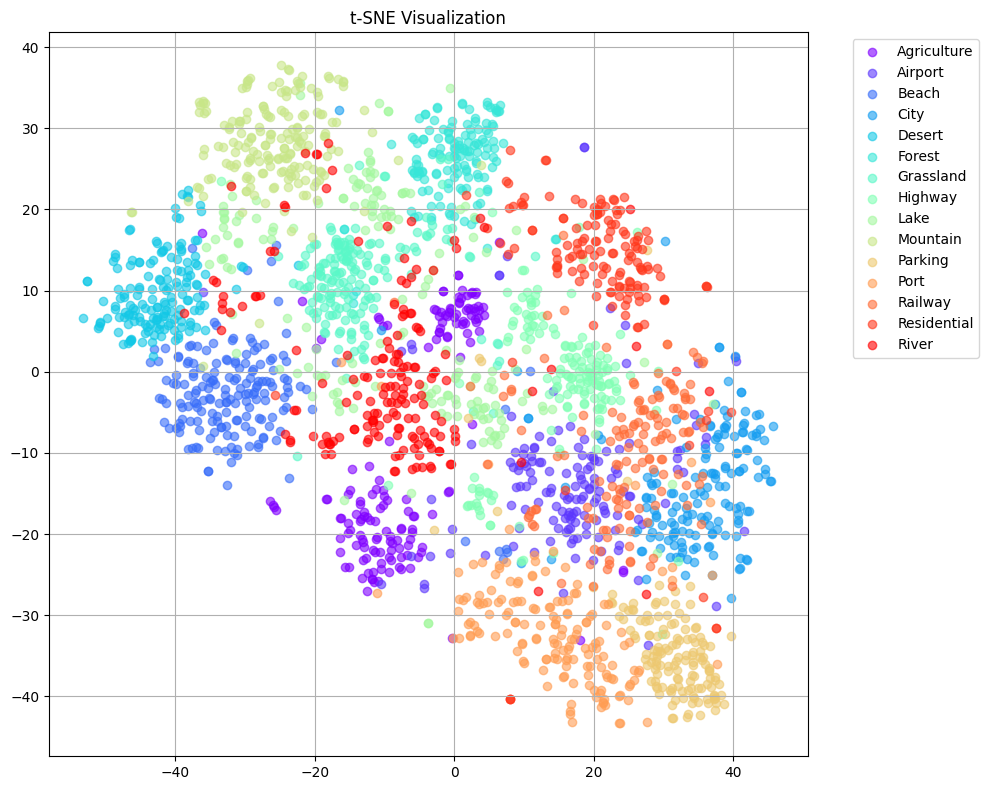 t-SNE Visualization
40
30
20
10
0
−10
−20
−30
−40
−40
−20
0
20
40
Agriculture
Airport
Beach
City
Desert
Forest
Grassland
Highway
Lake
Mountain
Parking
Port
Railway
Residential
River